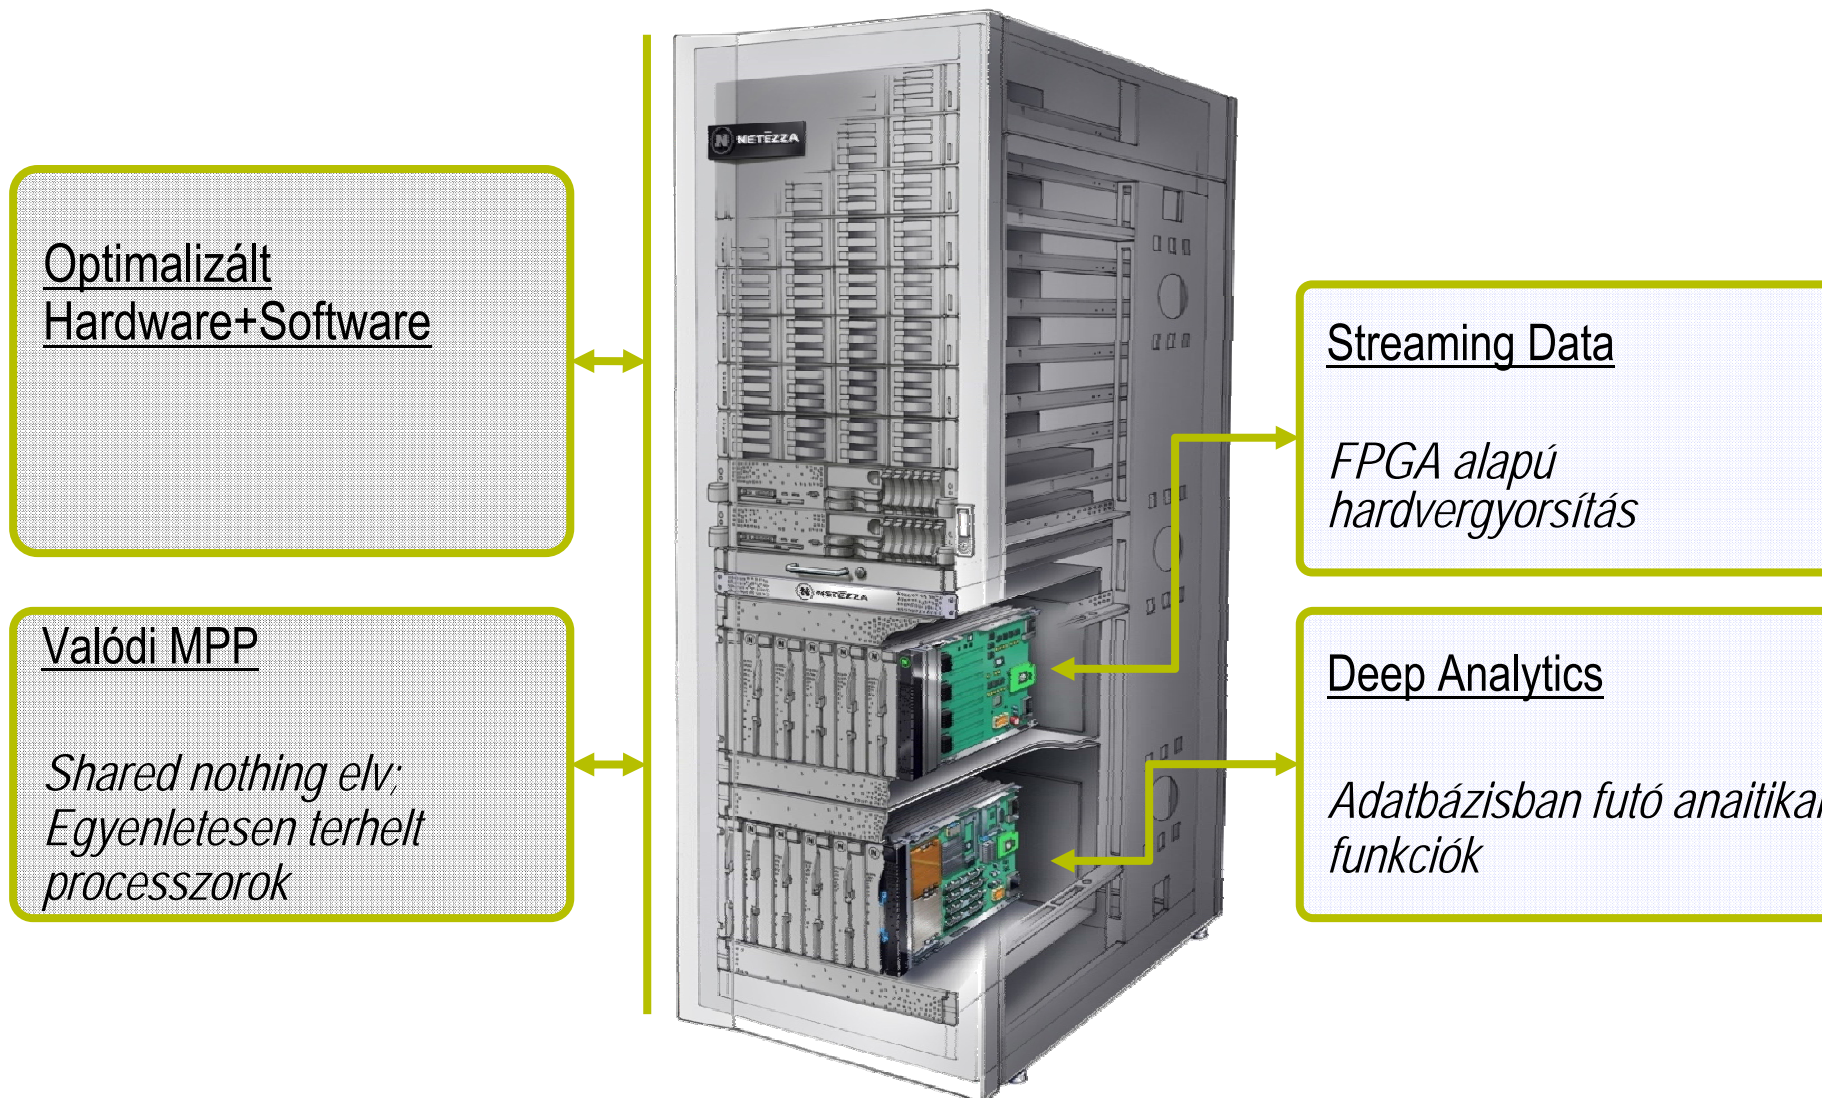 NETEZZA
Optimalizált
Hardware+Software
Streaming Data
FPGA alapú
hardvergyorsítás
NETEZZA
Valódi MPP
Shared nothing elv;
Egyenletesen terhelt
processzorok
Deep Analytics
Adatbázisban futó
funkciók